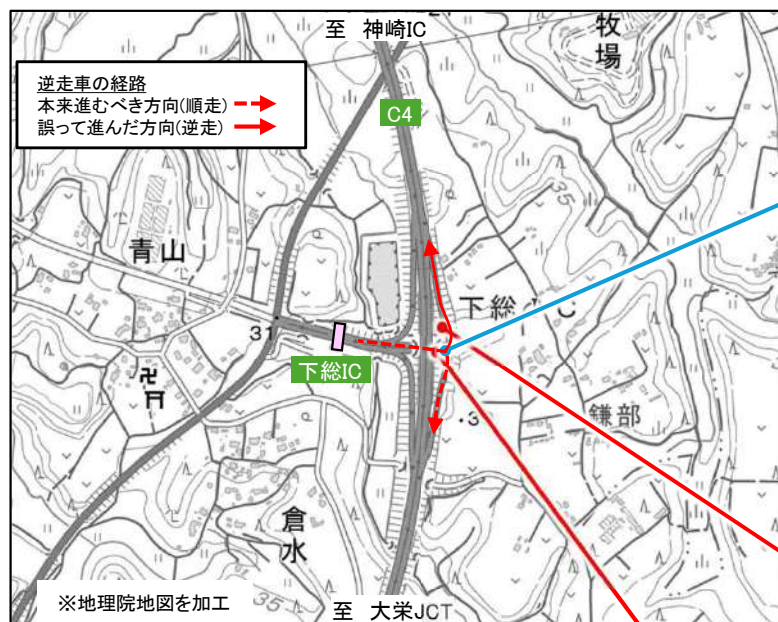 至 神崎IC
牧場
逆走車の経路
本来進むべき方向(順走)
誤って進んだ方向(逆走)
C4
35
青山
下総IC
31
下総IC
・3
鎌部
倉水
35
※地理院地図を加工
至 大栄JCT